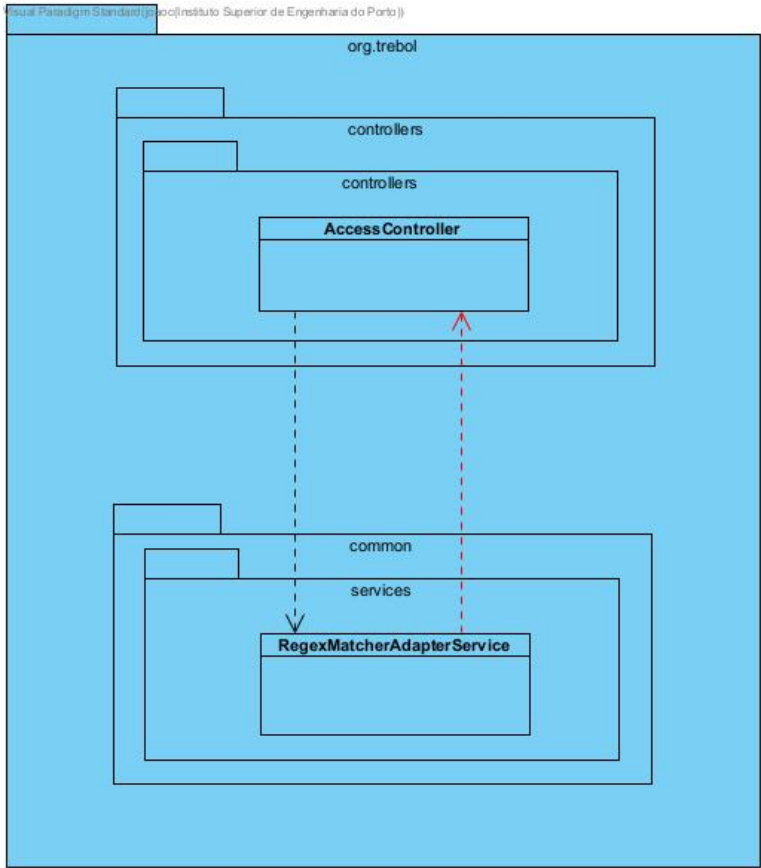 Visual Paradigm Standard(joaoc(Instituto Superior de Engenharia do Porto))
org.trebol
controllers
controllers
AccessController
common
services
RegexMatcherAdapterService